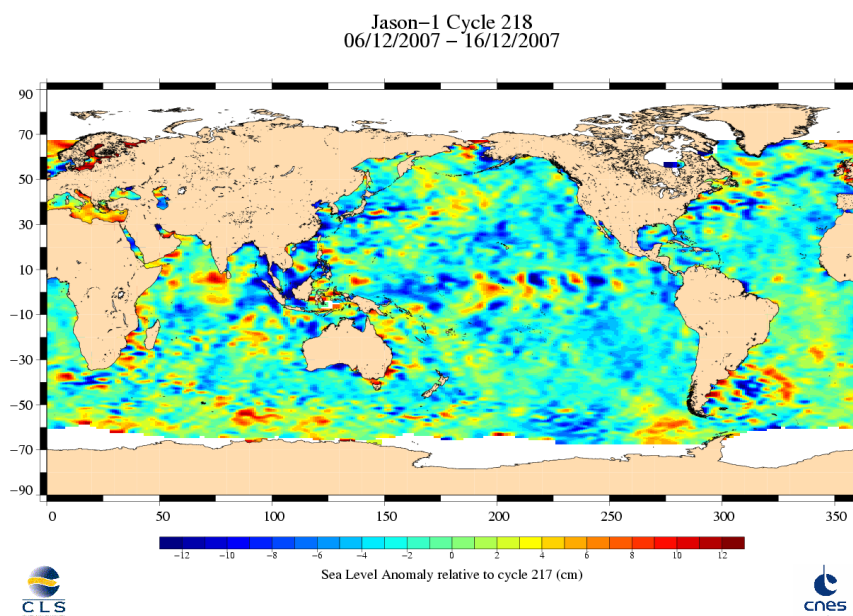 Jason−1 Cycle 218
06/12/2007 − 16/12/2007
90
70
50
30
10
−10
−30
−50
−70
−90
0 50 100 150 200 250 300 350
−12 −10 −8 −6 −4 −2 0 2 4 6 8 10 12
Sea Level Anomaly relative to cycle 217 (cm)
CLS
cnes